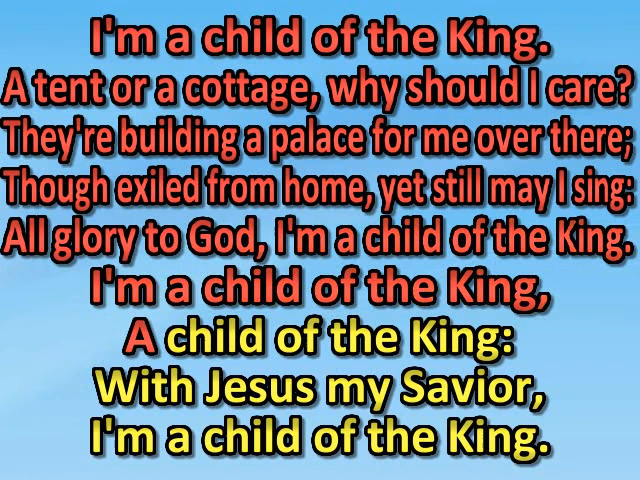 I'm a child of the King.
A tent or a cottage, why should I care?
They're building a palace for me over there;
Though exiled from home, yet still may I sing:
All glory to God, I'm a child of the King.
I'm a child of the King,
A child of the King:
With Jesus my Savior,
I'm a child of the King.